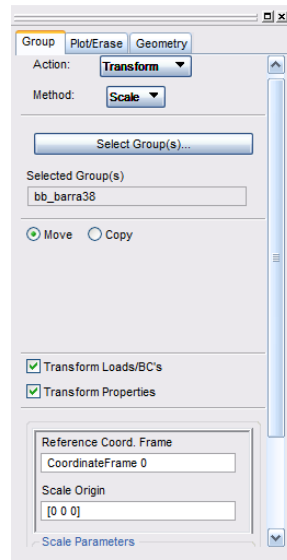 Group Plot/Erase Geometry
Action: Transform
Method: Scale
Select Group(s)...
Selected Group(s)
bb_barra38
Move Copy
Transform Loads/BC's
Transform Properties
Reference Coord. Frame
CoordinateFrame 0
Scale Origin
[0 0 0]
Scale Parameters